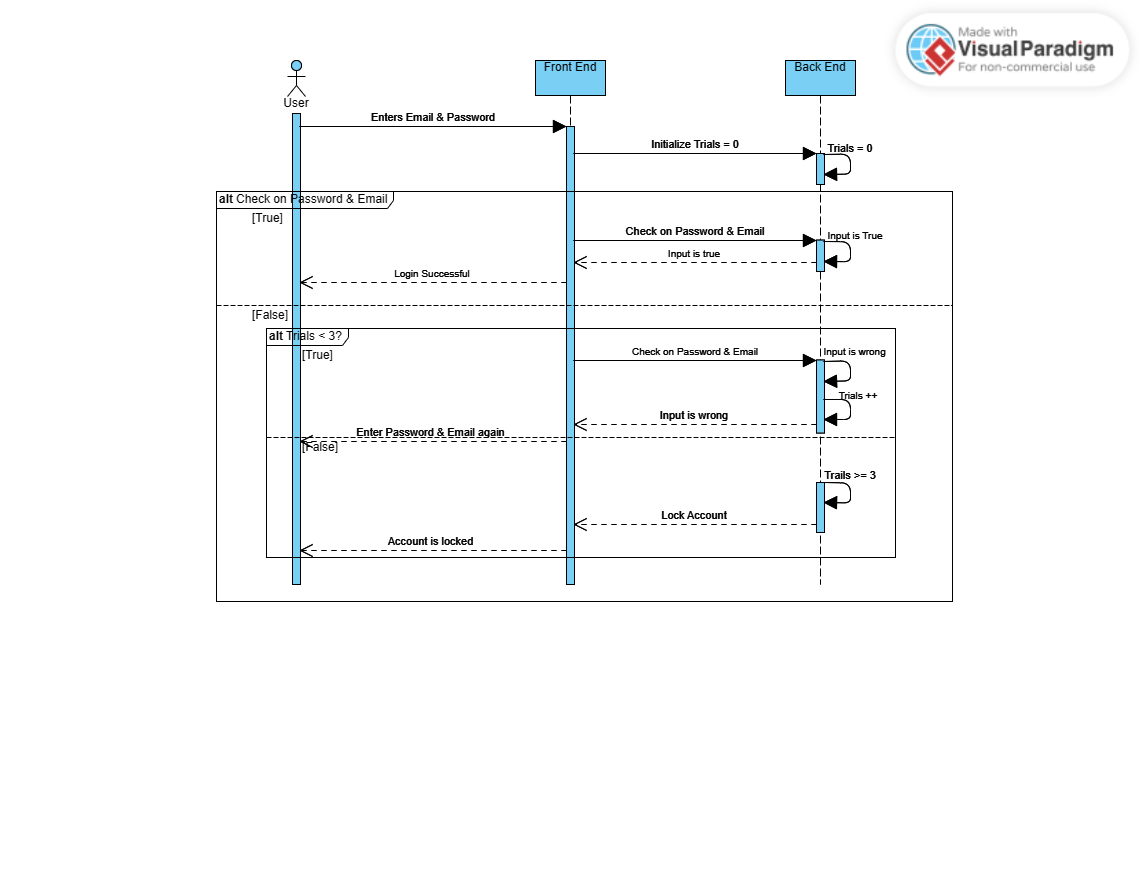 Made with
Visual Paradigm
For non-commercial use
User
Front End
Back End
Enters Email & Password
Initialize Trials = 0
Trials = 0
alt Check on Password & Email
[True]
Check on Password & Email
Input is True
Input is true
Login Successful
[False]
alt Trials < 3?
[True]
Check on Password & Email
Input is wrong
Trials ++
Input is wrong
Enter Password & Email again
[False]
Trails >= 3
Lock Account
Account is locked